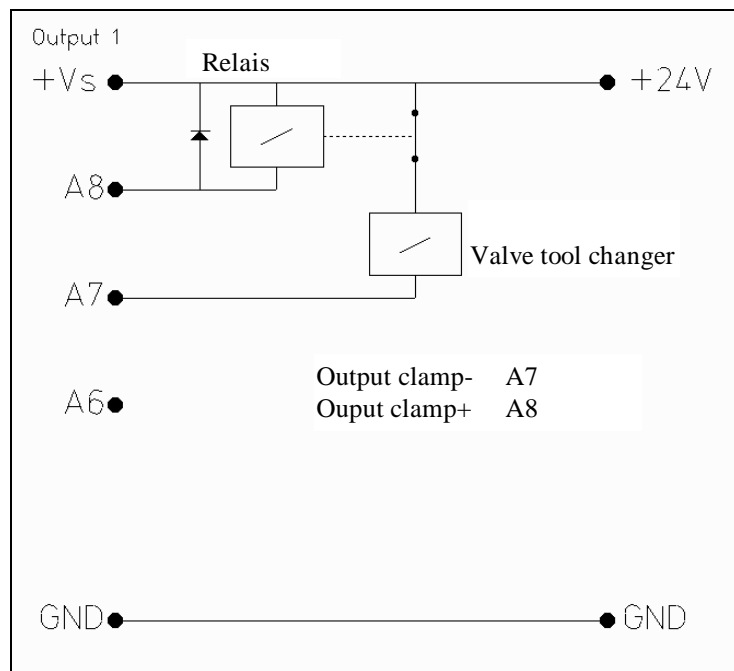 Output 1
Relais
+Vs
+24V
A8
Valve tool changer
A7
Output clamp- A7
A6
Ouput clamp+ A8
GND
GND